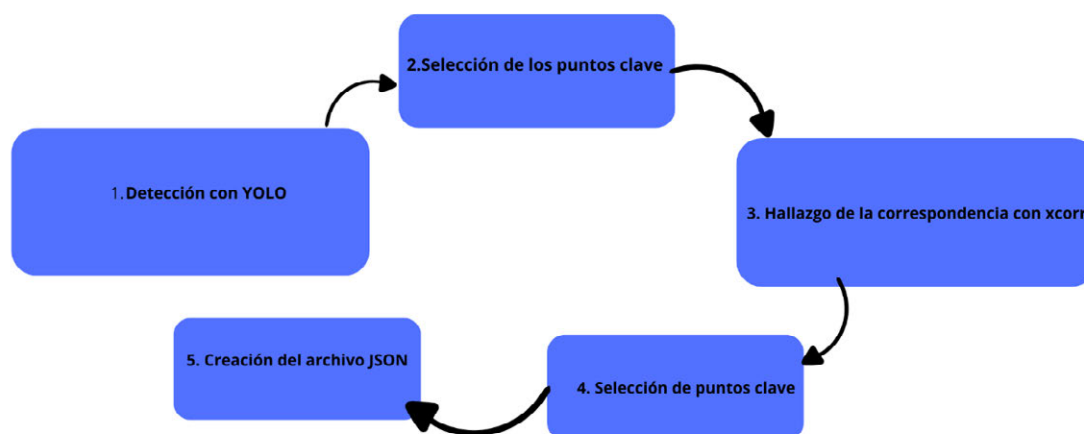 1.Detección con YOLO
2.Selección de los puntos clave
3. Hallazgo de la correspondencia con xcorr
4. Selección de puntos clave
5. Creación del archivo JSON